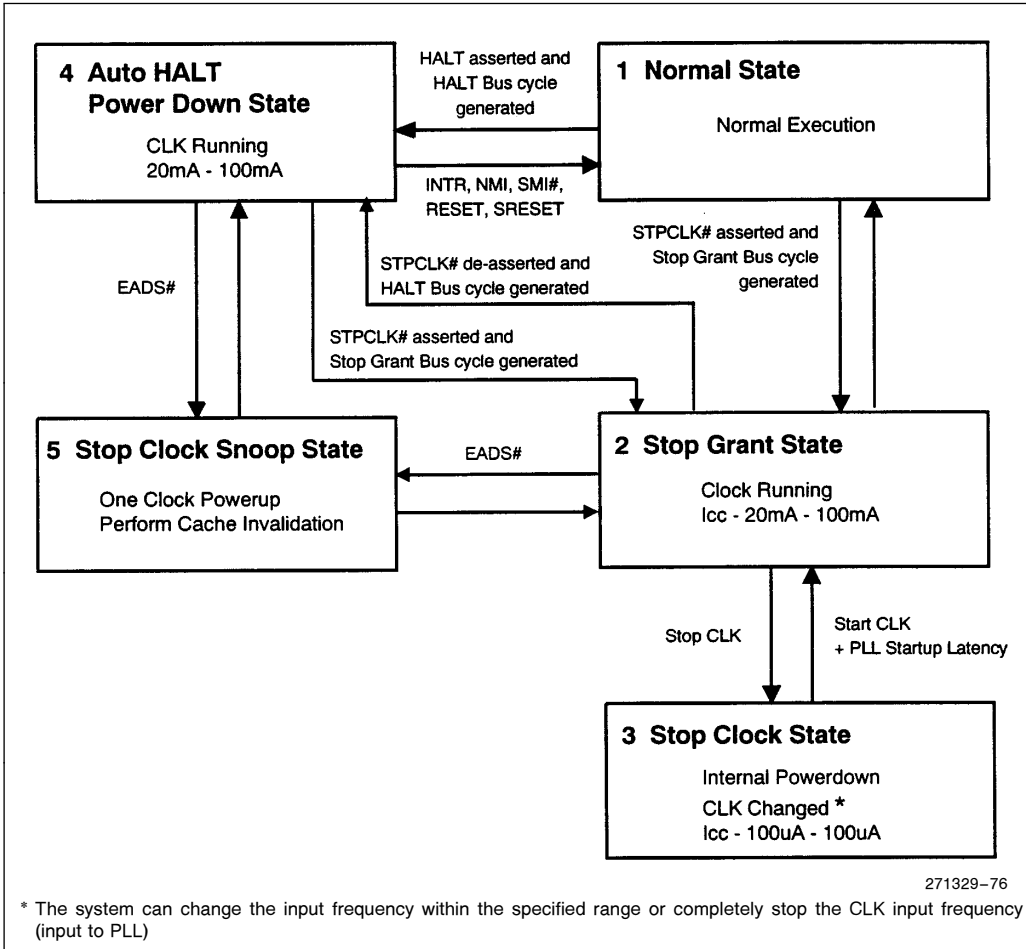 4 Auto HALT
Power Down State
CLK Running
20mA - 100mA
HALT asserted and
HALT Bus cycle
generated
1 Normal State
Normal Execution
INTR, NMI, SMI#,
RESET, SRESET
EADS#
STPCLK# de-asserted and
HALT Bus cycle generated
STPCLK# asserted and
Stop Grant Bus cycle generated
STPCLK# asserted and
Stop Grant Bus cycle
generated
5 Stop Clock Snoop State
One Clock Powerup
Perform Cache Invalidation
EADS#
2 Stop Grant State
Clock Running
Icc - 20mA - 100mA
Stop CLK
Start CLK
+ PLL Startup Latency
3 Stop Clock State
Internal Powerdown
CLK Changed *
Icc - 100uA - 100uA
271329-76
* The system can change the input frequency within the specified range or completely stop the CLK input frequency
(input to PLL)